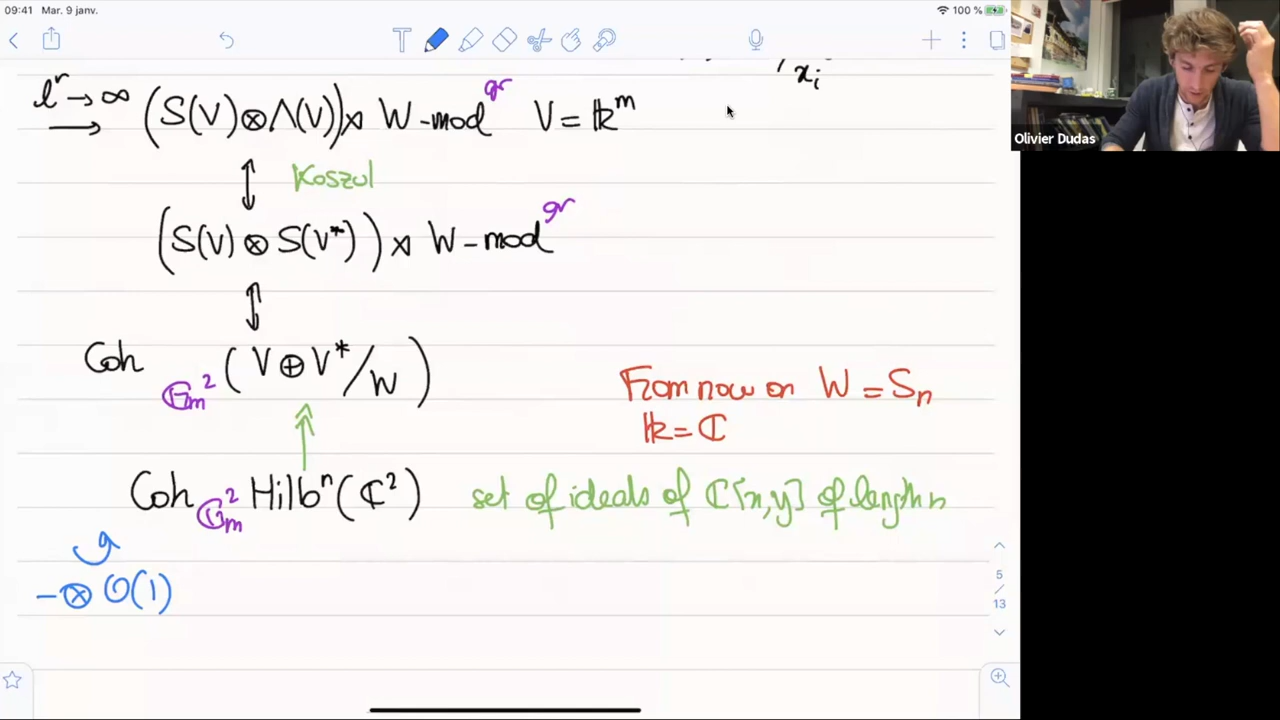 09:41 Mar. 9 janv.
100 %
x_i
ℓ^r → ∞ (S(V) ⊗ Λ(V)) ⋊ W-mod^gr V = k^m
↕ Koszul
(S(V) ⊗ S(V*)) ⋊ W-mod^gr
↕
Coh_{G_m^2} (V ⊕ V*/W)
From now on W = S_n
k = ℂ
Coh_{G_m^2} Hilb^n(ℂ²) set of ideals of ℂ[x,y] of length n
- ⊗ O(1)
5
/
13
Olivier Dudas